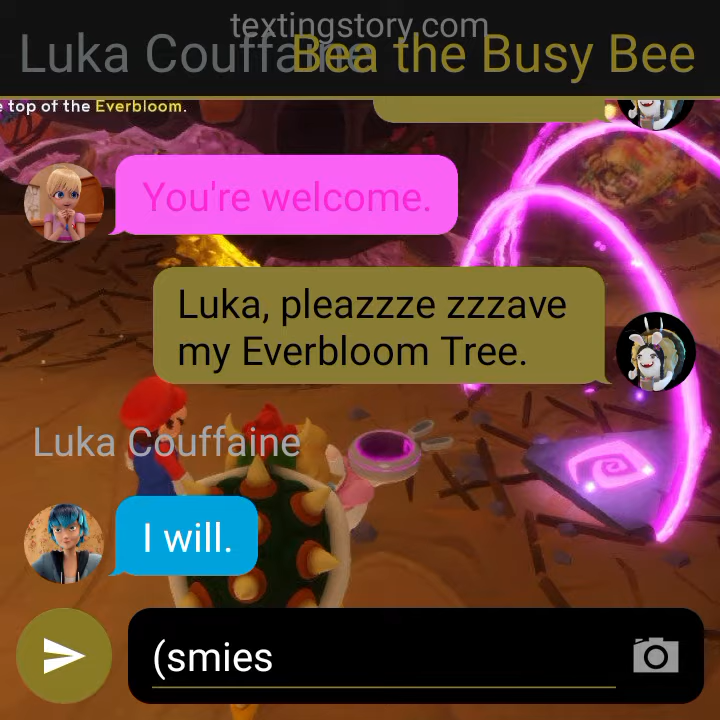 textingstory.com
Luka Couffaine
Bea the Busy Bee
e top of the Everbloom.
You're welcome.
Luka, pleazzze zzzave
my Everbloom Tree.
Luka Couffaine
I will.
(smies